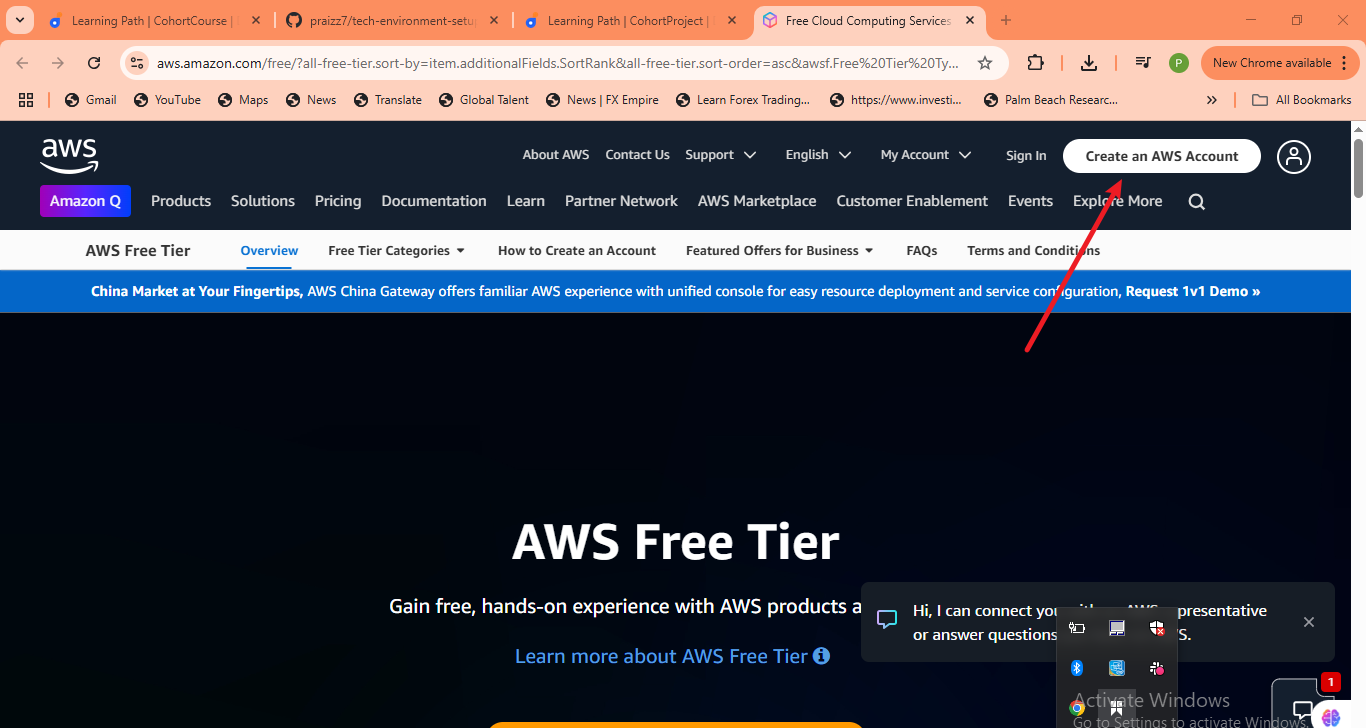 Learning Path | CohortCourse |
praizz7/tech-environment-setu
Learning Path | CohortProject |
Free Cloud Computing Services
aws.amazon.com/free/?all-free-tier.sort-by=item.additionalFields.SortRank&all-free-tier.sort-order=asc&awsf.Free%20Tier%20Ty...
P
New Chrome available
Gmail
YouTube
Maps
News
Translate
Global Talent
News | FX Empire
Learn Forex Trading...
https://www.investi...
Palm Beach Researc...
»
All Bookmarks
aws
About AWS
Contact Us
Support
English
My Account
Sign In
Create an AWS Account
Amazon Q
Products
Solutions
Pricing
Documentation
Learn
Partner Network
AWS Marketplace
Customer Enablement
Events
Explore More
AWS Free Tier
Overview
Free Tier Categories
How to Create an Account
Featured Offers for Business
FAQs
Terms and Conditions
China Market at Your Fingertips, AWS China Gateway offers familiar AWS experience with unified console for easy resource deployment and service configuration, Request 1v1 Demo »
AWS Free Tier
Gain free, hands-on experience with AWS products a
Learn more about AWS Free Tier
Hi, I can connect you
or answer questions
1
Activate Windows
Go to Settings to activate Windows.